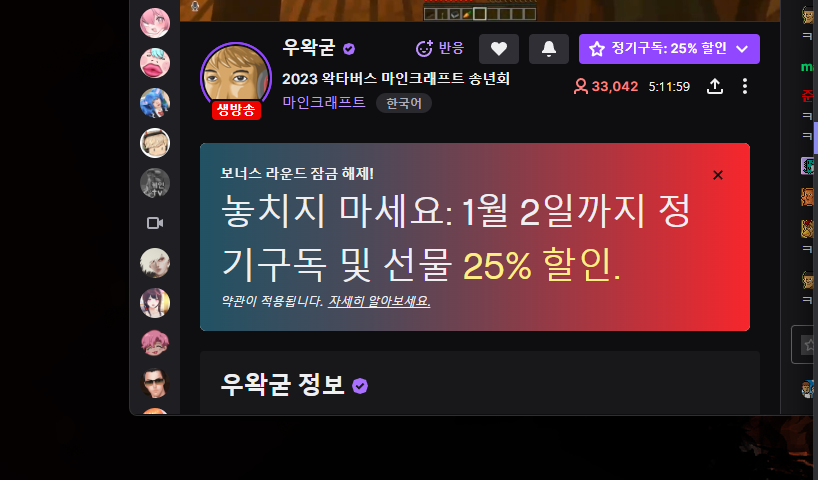 우왁굳
반응
정기구독: 25% 할인
2023 왁타버스 마인크래프트 송년회
33,042
5:11:59
마인크래프트
한국어
생방송
보너스 라운드 잠금 해제!
놓치지 마세요: 1월 2일까지 정
기구독 및 선물 25% 할인.
약관이 적용됩니다. 자세히 알아보세요.
우왁굳 정보